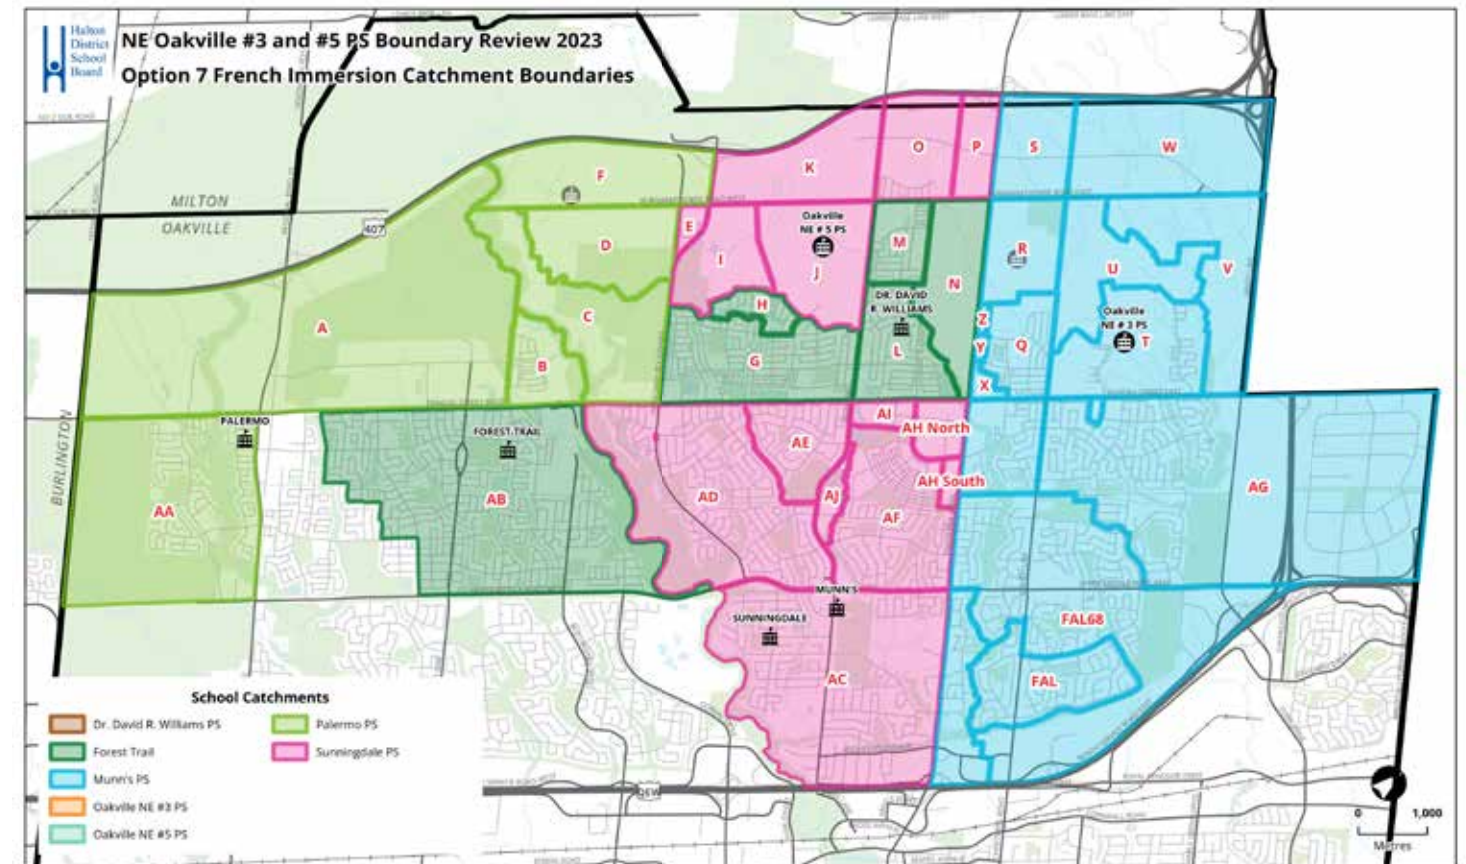 Halton
District
School
Board
NE Oakville #3 and #5 PS Boundary Review 2023
Option 7 French Immersion Catchment Boundaries
MILTON
OAKVILLE
407
BURLINGTON
F
K
O
P
S
W
E
D
I
Oakville
NE # 5 PS
J
M
N
R
U
V
A
C
H
DR. DAVID
R. WILLIAMS
Z
Oakville
NE # 3 PS
T
B
G
L
Y
Q
X
PALERMO
FOREST TRAIL
AI
AH North
AE
AA
AB
AD
AJ
AH South
AF
AG
MUNN'S
SUNNINGDALE
FAL68
AC
FAL
School Catchments
Dr. David R. Williams PS
Forest Trail
Munn's PS
Oakville NE #3 PS
Oakville NE #5 PS
Palermo PS
Sunningdale PS
QEW
0 1,000
Metres